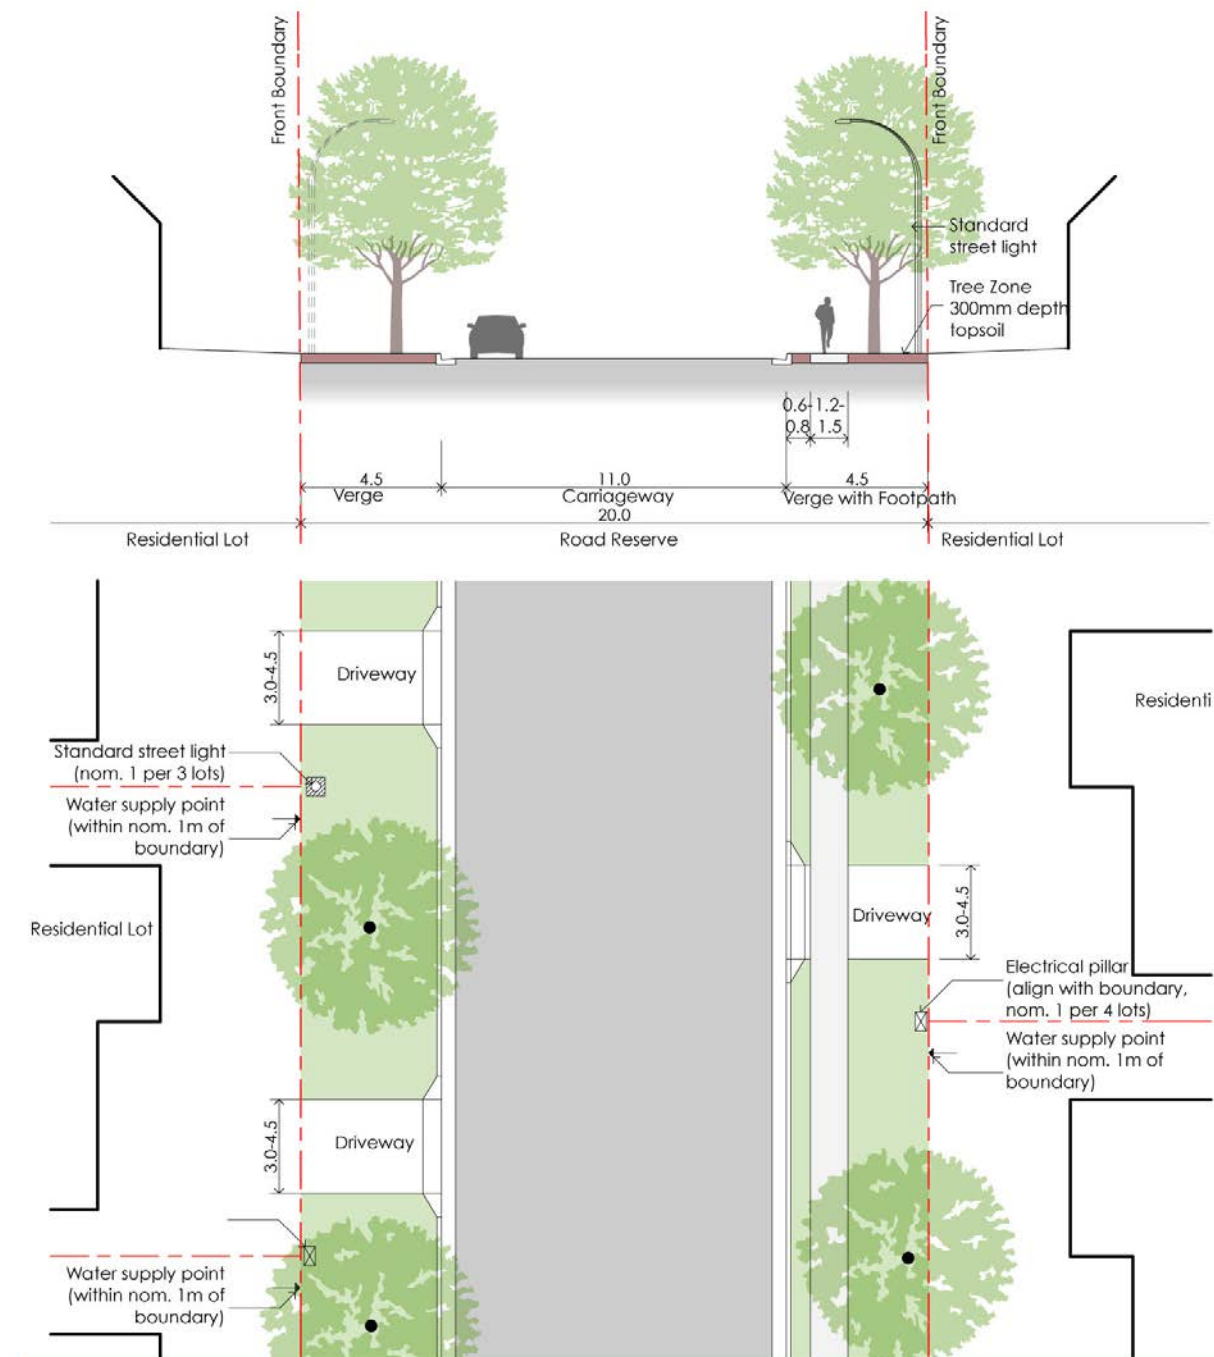 Front Boundary
Front Boundary
Standard
street light
Tree Zone
300mm depth
topsoil
0.6-
0.8
1.2-
1.5
4.5
Verge
11.0
Carriageway
4.5
Verge with Footpath
20.0
Residential Lot
Road Reserve
Residential Lot
3.0-4.5
Driveway
Residenti
Standard street light
(nom. 1 per 3 lots)
Water supply point
(within nom. 1m of
boundary)
Residential Lot
Driveway
3.0-4.5
Electrical pillar
(align with boundary,
nom. 1 per 4 lots)
Water supply point
(within nom. 1m of
boundary)
3.0-4.5
Driveway
Water supply point
(within nom. 1m of
boundary)